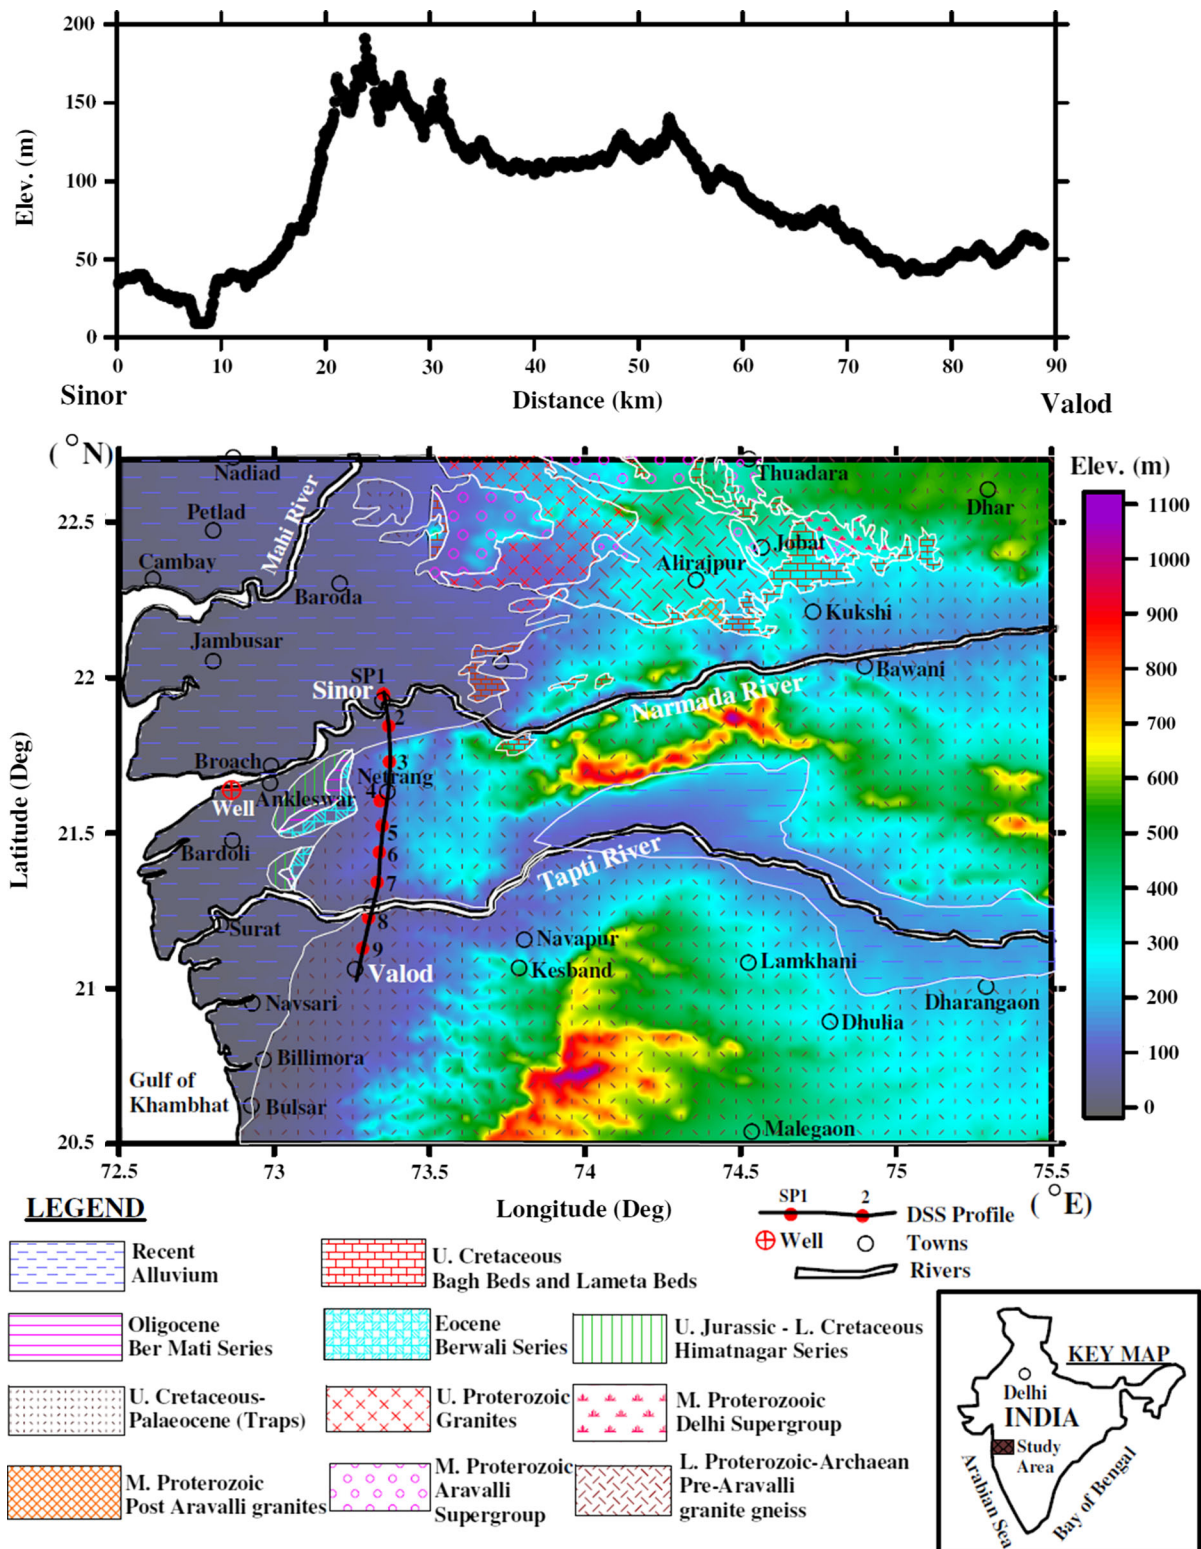 200
150
100
50
0
Elev. (m)
0 10 20 30 40 50 60 70 80 90
Sinor
Distance (km)
Valod
(°N)
Elev. (m)
22.5
22
21.5
21
20.5
Latitude (Deg)
Nadiad
Thuadara
Petlad
Mahi River
Dhar
Cambay
Jobat
Alirajpur
Baroda
Kukshi
Jambusar
Bawani
SP1
Sinor
2
Narmada River
3
Broach
Netrang
4
Ankleswar
Well
5
Bardoli
6
Tapti River
7
8
Surat
Navapur
9
Valod
Kesband
Lamkhani
Navsari
Dharangaon
Dhulia
Billimora
Gulf of
Khambhat
Bulsar
Malegaon
1100
1000
900
800
700
600
500
400
300
200
100
0
72.5 73 73.5 74 74.5 75 75.5
Longitude (Deg)
(°E)
LEGEND
SP1 2
DSS Profile
Well
Towns
Rivers
Recent
Alluvium
U. Cretaceous
Bagh Beds and Lameta Beds
Oligocene
Ber Mati Series
Eocene
Berwali Series
U. Jurassic - L. Cretaceous
Himatnagar Series
U. Cretaceous-
Palaeocene (Traps)
U. Proterozoic
Granites
M. Proterozooic
Delhi Supergroup
M. Proterozoic
Post Aravalli granites
M. Proterozoic
Aravalli
Supergroup
L. Proterozoic-Archaean
Pre-Aravalli
granite gneiss
KEY MAP
Delhi
INDIA
Study
Area
Arabian Sea
Bay of Bengal